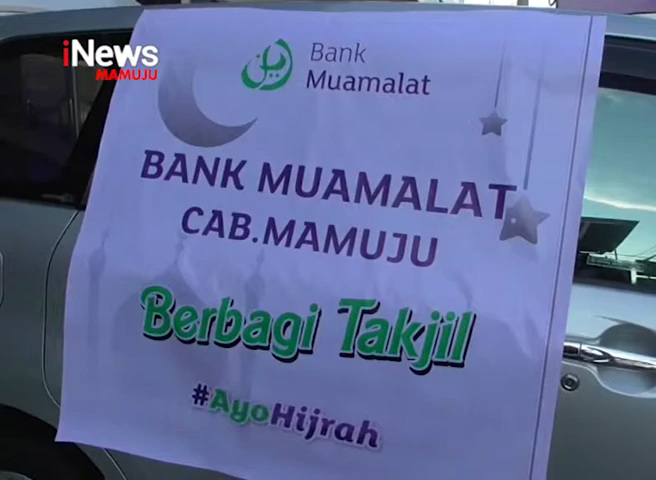 iNews
MAMUJU
Bank
Muamalat
BANK MUAMALAT
CAB.MAMUJU
Berbagi Takjil
#AyoHijrah